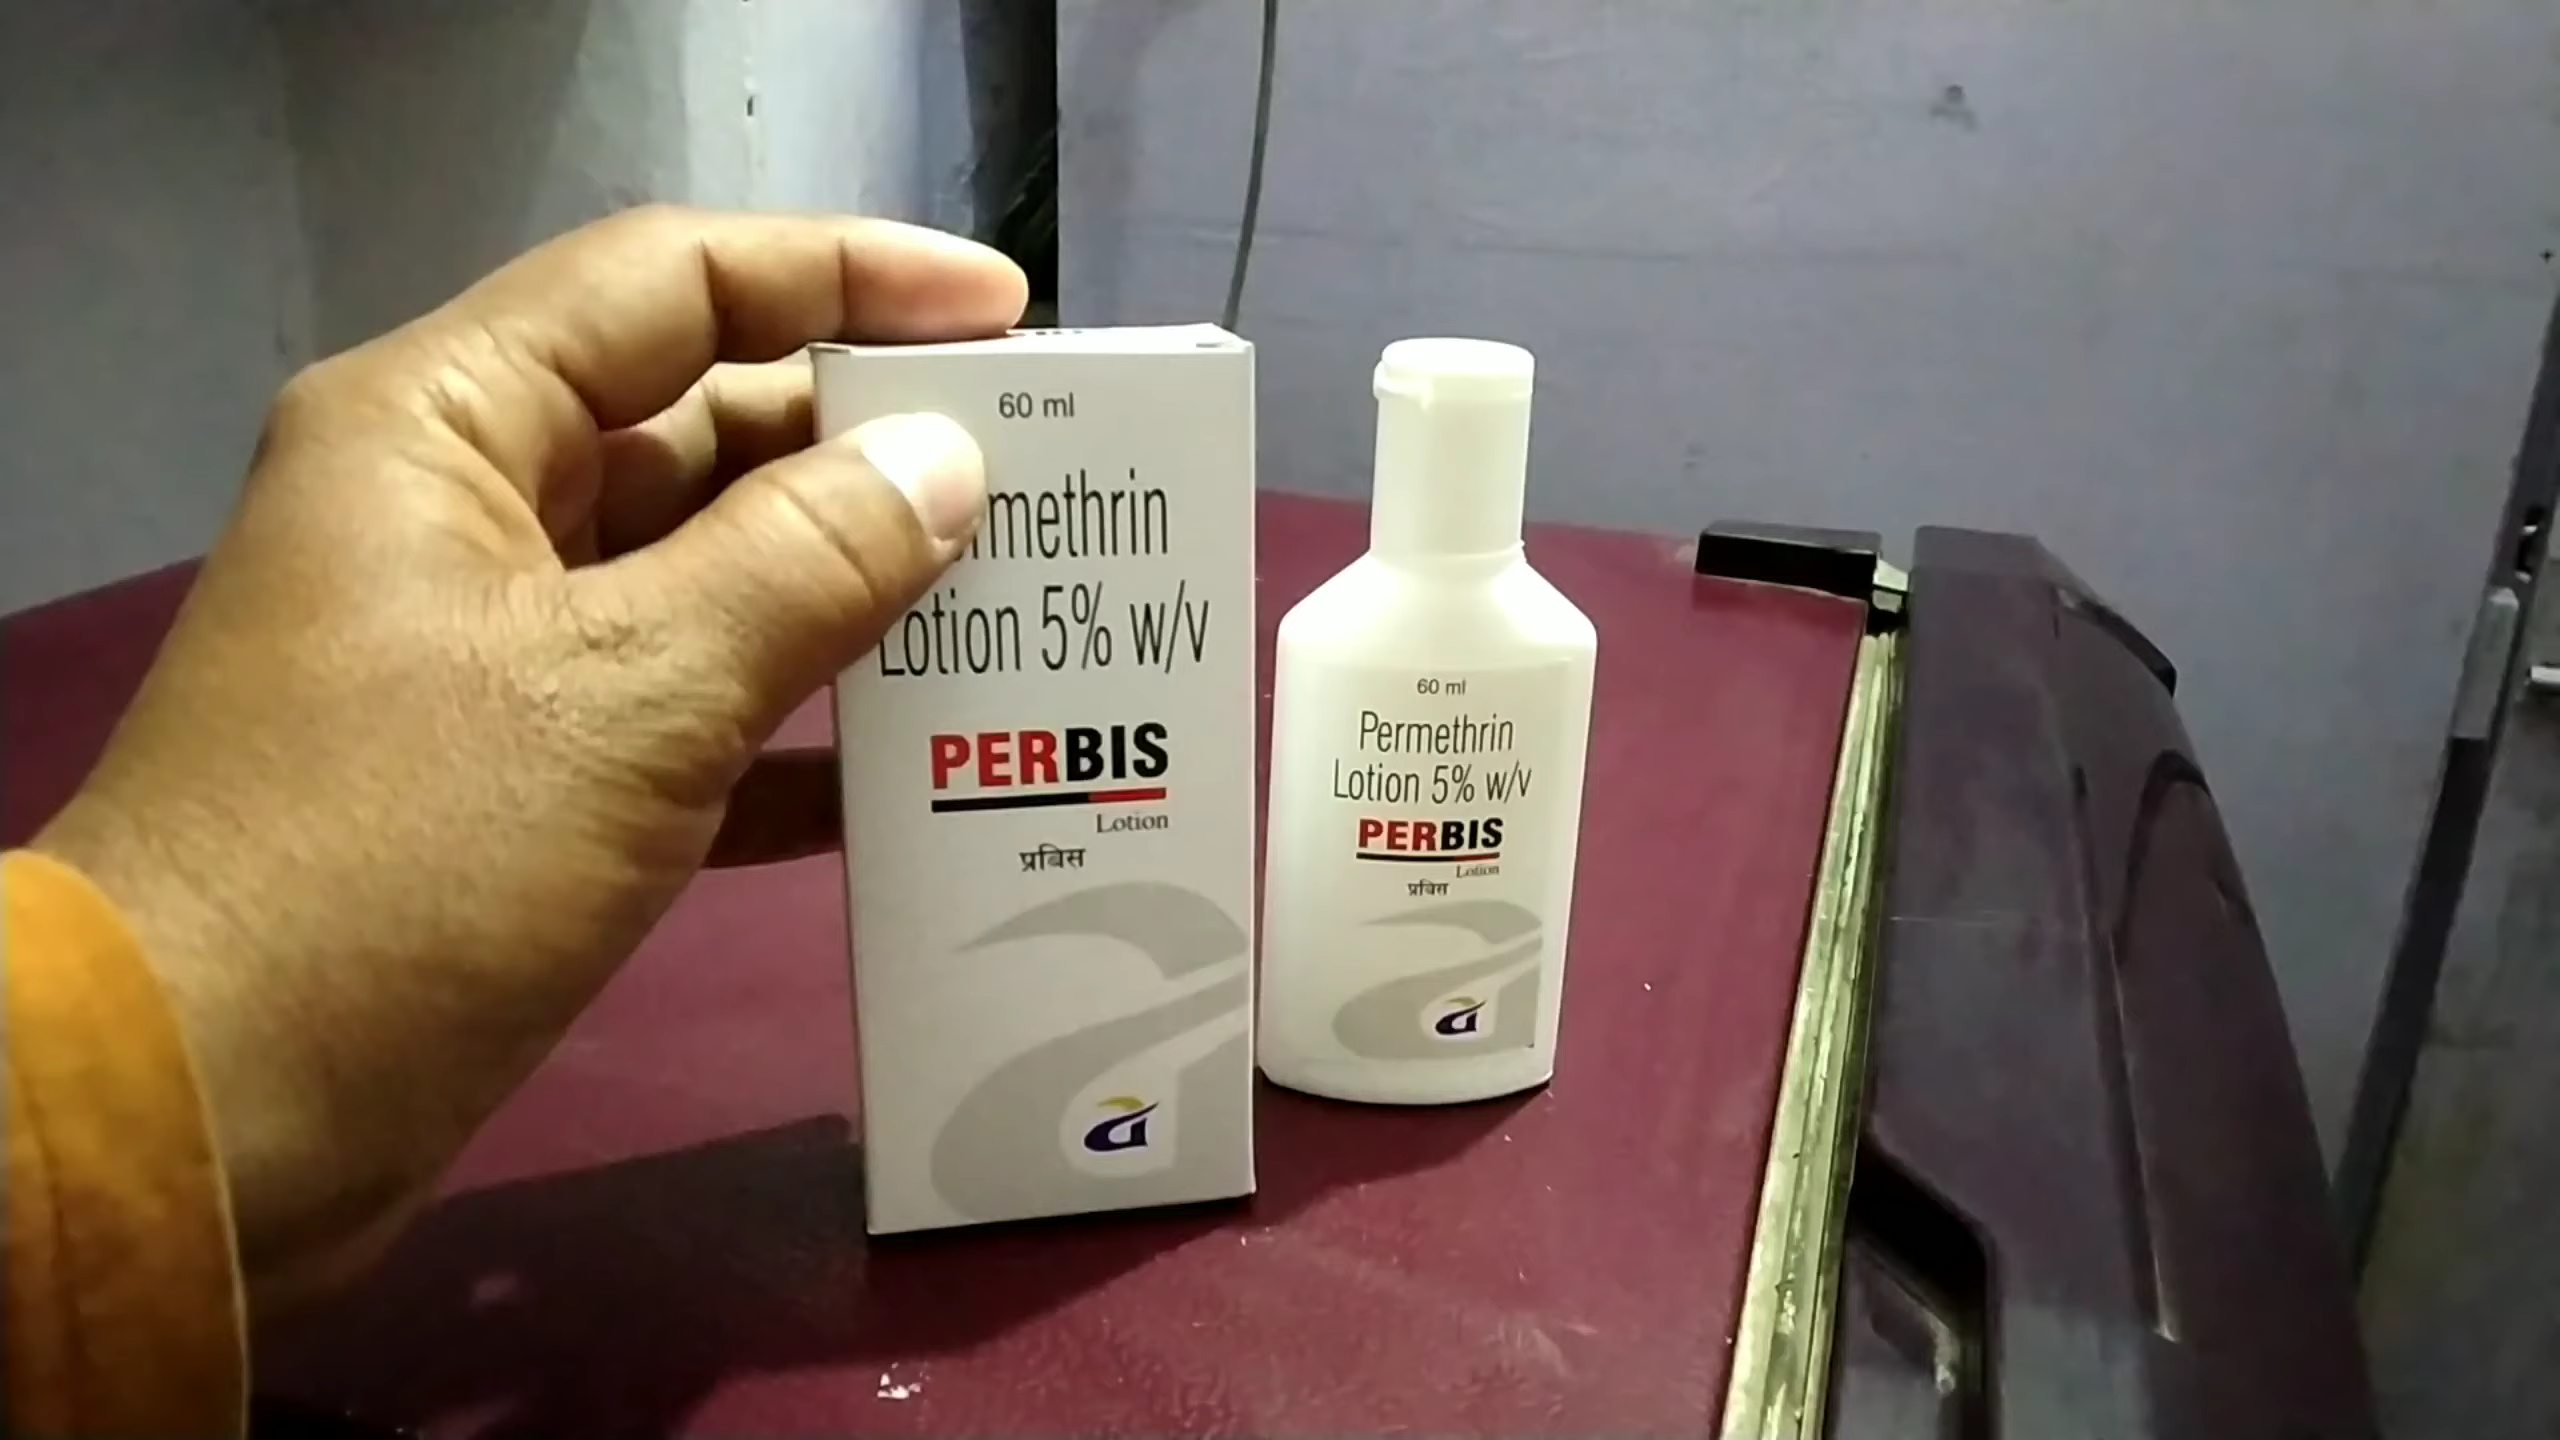 60 ml
rmethrin
Lotion 5% w/v
PERBIS
Lotion
प्रबिस
60 ml
Permethrin
Lotion 5% w/v
PERBIS
Lotion
प्रबिस